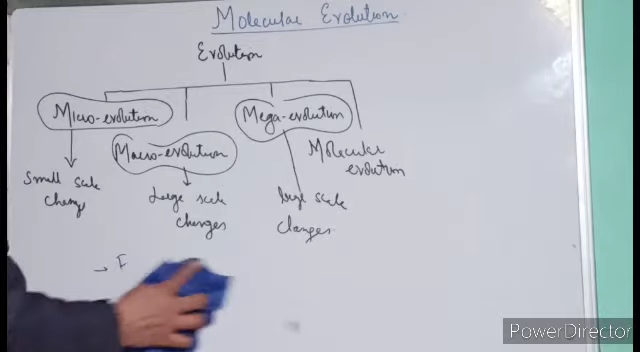 Molecular Evolution
Evolution
Micro-evolution
Mega-evolution
Macro-evolution
Molecular
evolution
Small scale
change
Large scale
changes
large scale
changes
→ I
PowerDirector